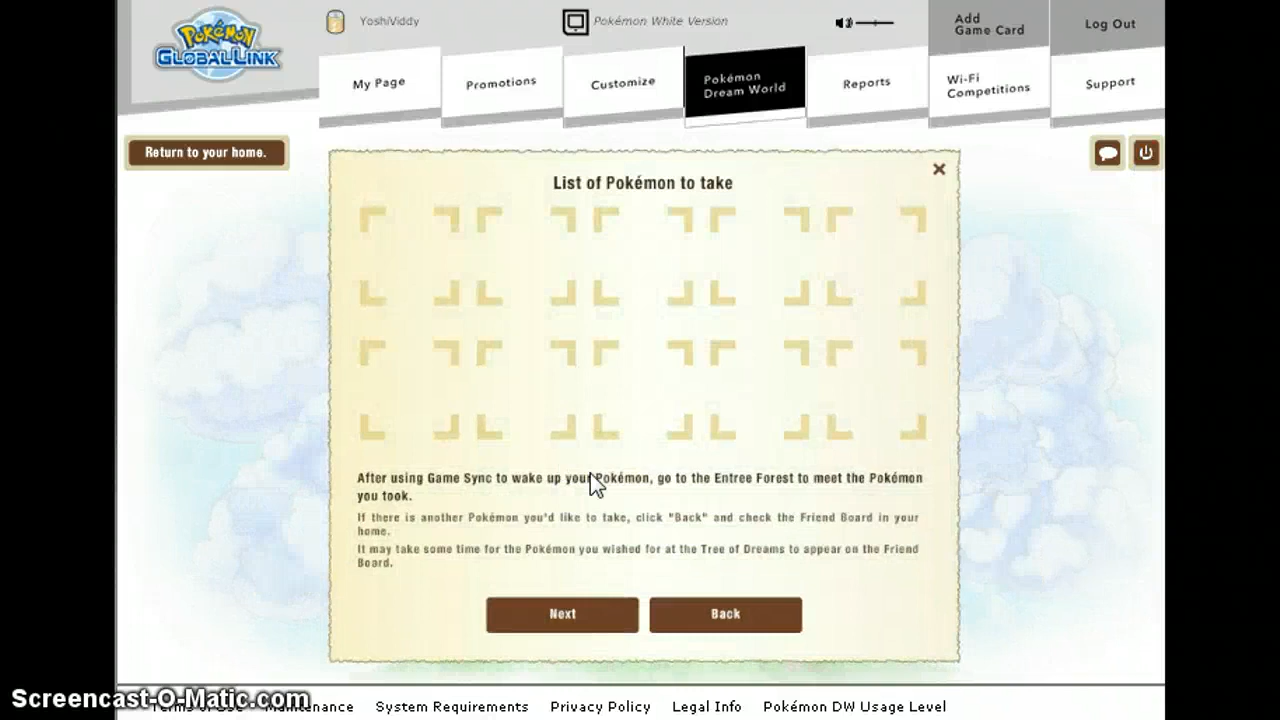 Pokémon
GLOBAL LINK
YoshiViddy
Pokémon White Version
Add
Game Card
Log Out
My Page
Promotions
Customize
Pokémon
Dream World
Reports
Wi-Fi
Competitions
Support
Return to your home.
List of Pokémon to take
After using Game Sync to wake up your Pokémon, go to the Entree Forest to meet the Pokémon
you took.
If there is another Pokémon you'd like to take, click "Back" and check the Friend Board in your
home.
It may take some time for the Pokémon you wished for at the Tree of Dreams to appear on the Friend
Board.
Next
Back
Screencast-O-Matic.com
Terms of Use Maintenance System Requirements Privacy Policy Legal Info Pokémon DW Usage Level